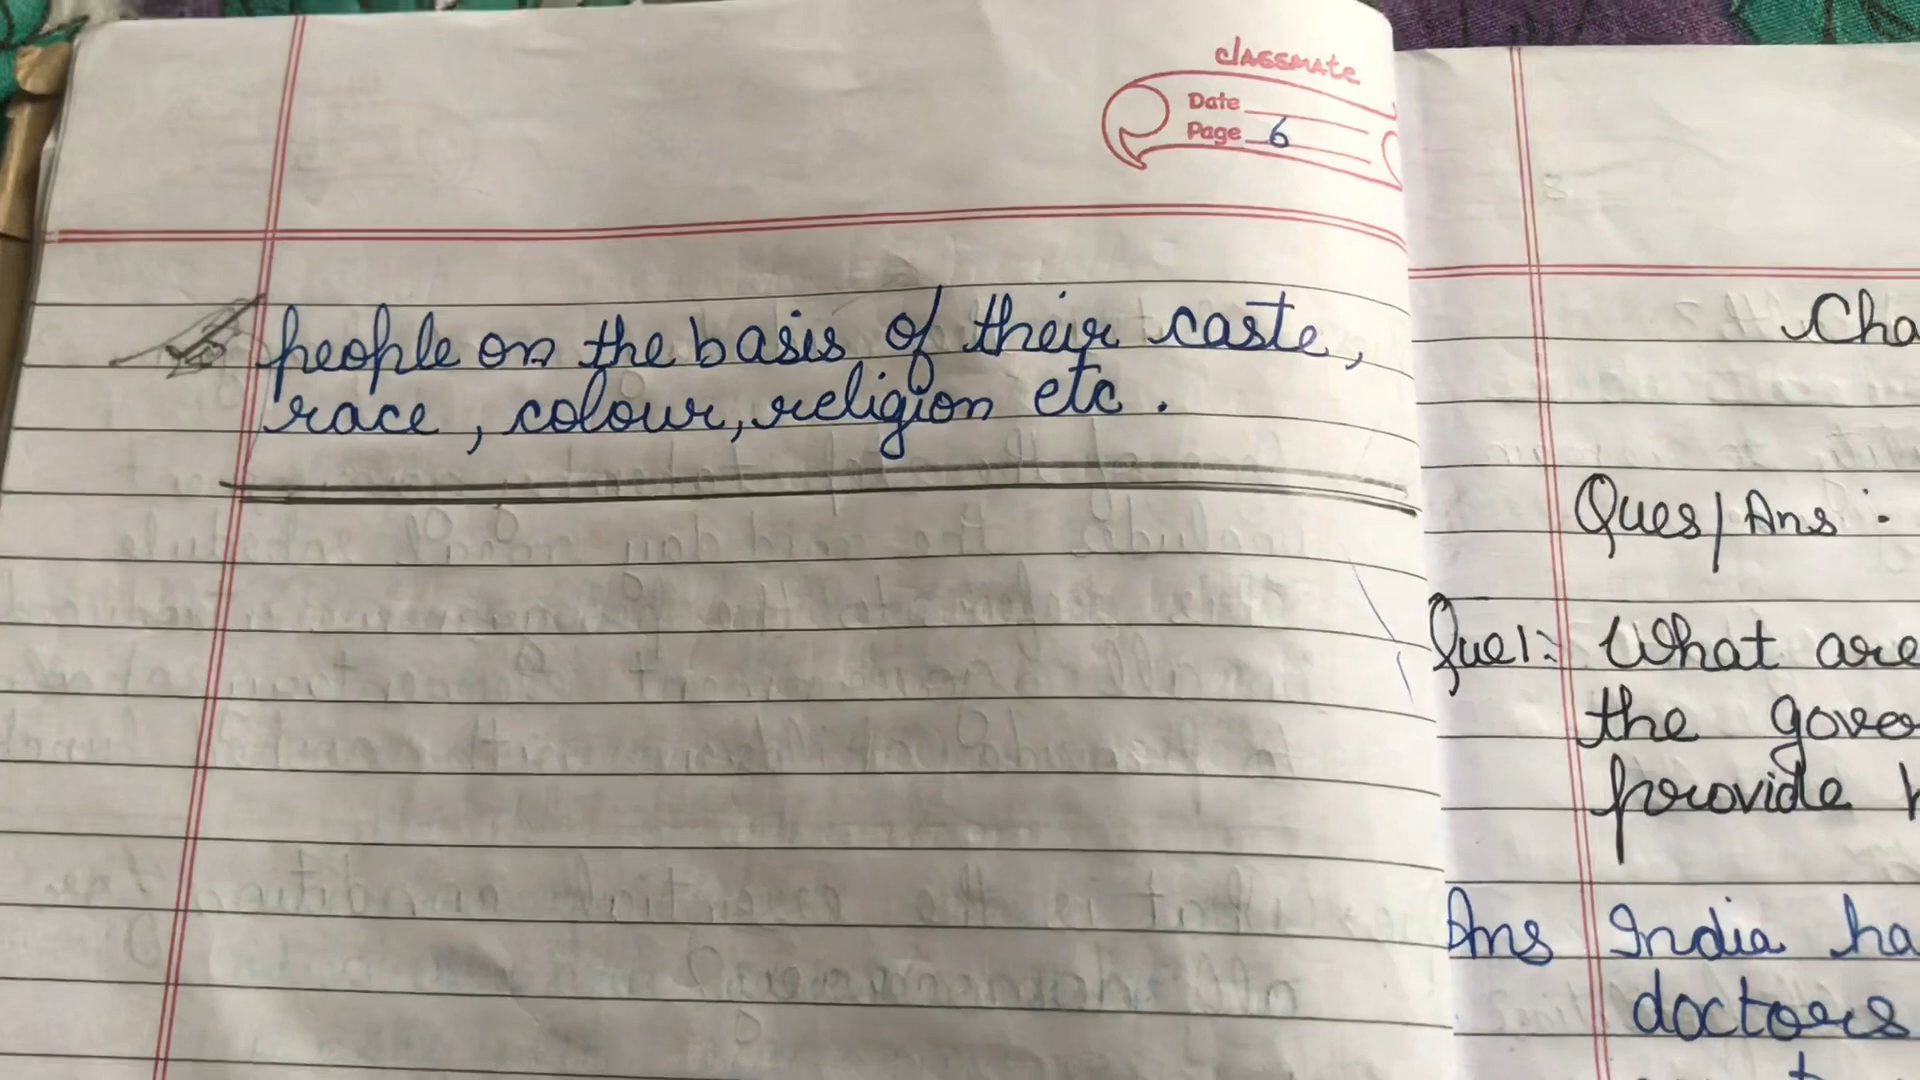 classmate
Date
Page 6
people on the basis of their caste,
race, colour, religion etc.
Cha
Ques/Ans:
Que1: What are
the gover
provide h
Ans India ha
doctors